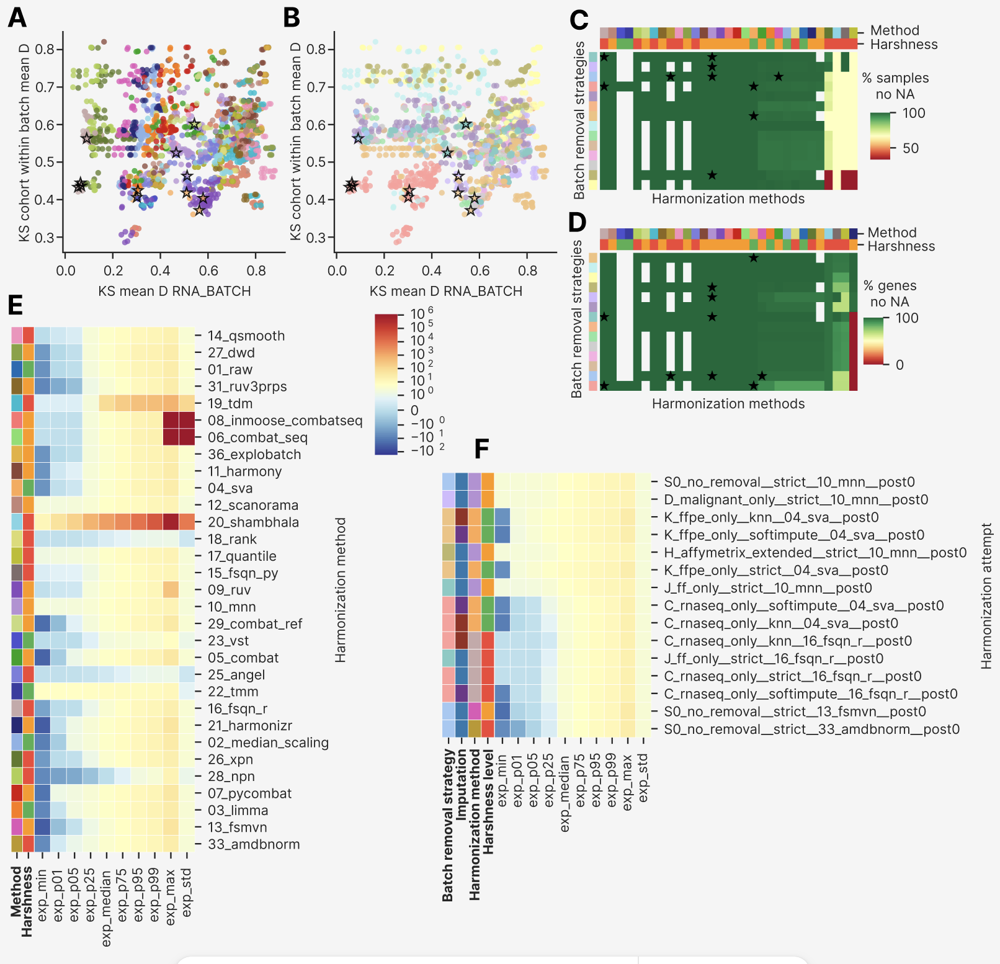 A
KS cohort within batch mean D
0.8
0.7
0.6
0.5
0.4
0.3
0.0 0.2 0.4 0.6 0.8
KS mean D RNA_BATCH
B
KS cohort within batch mean D
0.8
0.7
0.6
0.5
0.4
0.3
0.0 0.2 0.4 0.6 0.8
KS mean D RNA_BATCH
C
Method
Harshness
Batch removal strategies
Harmonization methods
% samples
no NA
100
50
D
Method
Harshness
Batch removal strategies
Harmonization methods
% genes
no NA
100
0
E
14_qsmooth
27_dwd
01_raw
31_ruv3prps
19_tdm
08_inmoose_combatseq
06_combat_seq
36_explobatch
11_harmony
04_sva
12_scanorama
20_shambhala
18_rank
17_quantile
15_fsqn_py
09_ruv
10_mnn
29_combat_ref
23_vst
05_combat
25_angel
22_tmm
16_fsqn_r
21_harmonizr
02_median_scaling
26_xpn
28_npn
07_pycombat
03_limma
13_fsmvn
33_amdbnorm
Harmonization method
Method
Harshness
exp_min
exp_p01
exp_p05
exp_p25
exp_median
exp_p75
exp_p95
exp_p99
exp_max
exp_std
10 6
10 5
10 4
10 3
10 2
10 1
10 0
0
−10 0
−10 1
−10 2
F
S0_no_removal__strict__10_mnn__post0
D_malignant_only__strict__10_mnn__post0
K_ffpe_only__knn__04_sva__post0
K_ffpe_only__softimpute__04_sva__post0
H_affymetrix_extended__strict__10_mnn__post0
K_ffpe_only__strict__04_sva__post0
J_ff_only__strict__10_mnn__post0
C_rnaseq_only__softimpute__04_sva__post0
C_rnaseq_only__knn__04_sva__post0
C_rnaseq_only__knn__16_fsqn_r__post0
J_ff_only__strict__16_fsqn_r__post0
C_rnaseq_only__strict__16_fsqn_r__post0
C_rnaseq_only__softimpute__16_fsqn_r__post0
S0_no_removal__strict__13_fsmvn__post0
S0_no_removal__strict__33_amdbnorm__post0
Harmonization attempt
Batch removal strategy
Imputation
Harmonization method
Harshness level
exp_min
exp_p01
exp_p05
exp_p25
exp_median
exp_p75
exp_p95
exp_p99
exp_max
exp_std